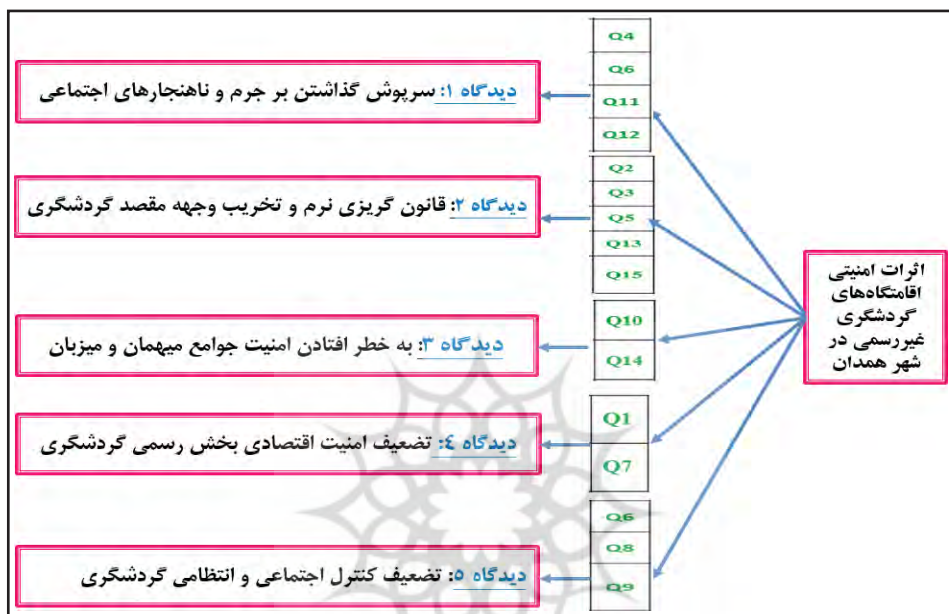 Q4
Q6
دیدگاه ۱: سرپوش گذاشتن بر جرم و ناهنجارهای اجتماعی
Q11
Q12
Q2
Q3
دیدگاه ۲: قانون گریزی نرم و تخریب وجهه مقصد گردشگری
Q5
Q13
Q15
اثرات امنیتی
اقامتگاه‌های
گردشگری
غیررسمی در
شهر همدان
Q10
دیدگاه ۳: به خطر افتادن امنیت جوامع میهمان و میزبان
Q14
Q1
دیدگاه ٤: تضعیف امنیت اقتصادی بخش رسمی گردشگری
Q7
Q6
Q8
دیدگاه ۵: تضعیف کنترل اجتماعی و انتظامی گردشگری
Q9